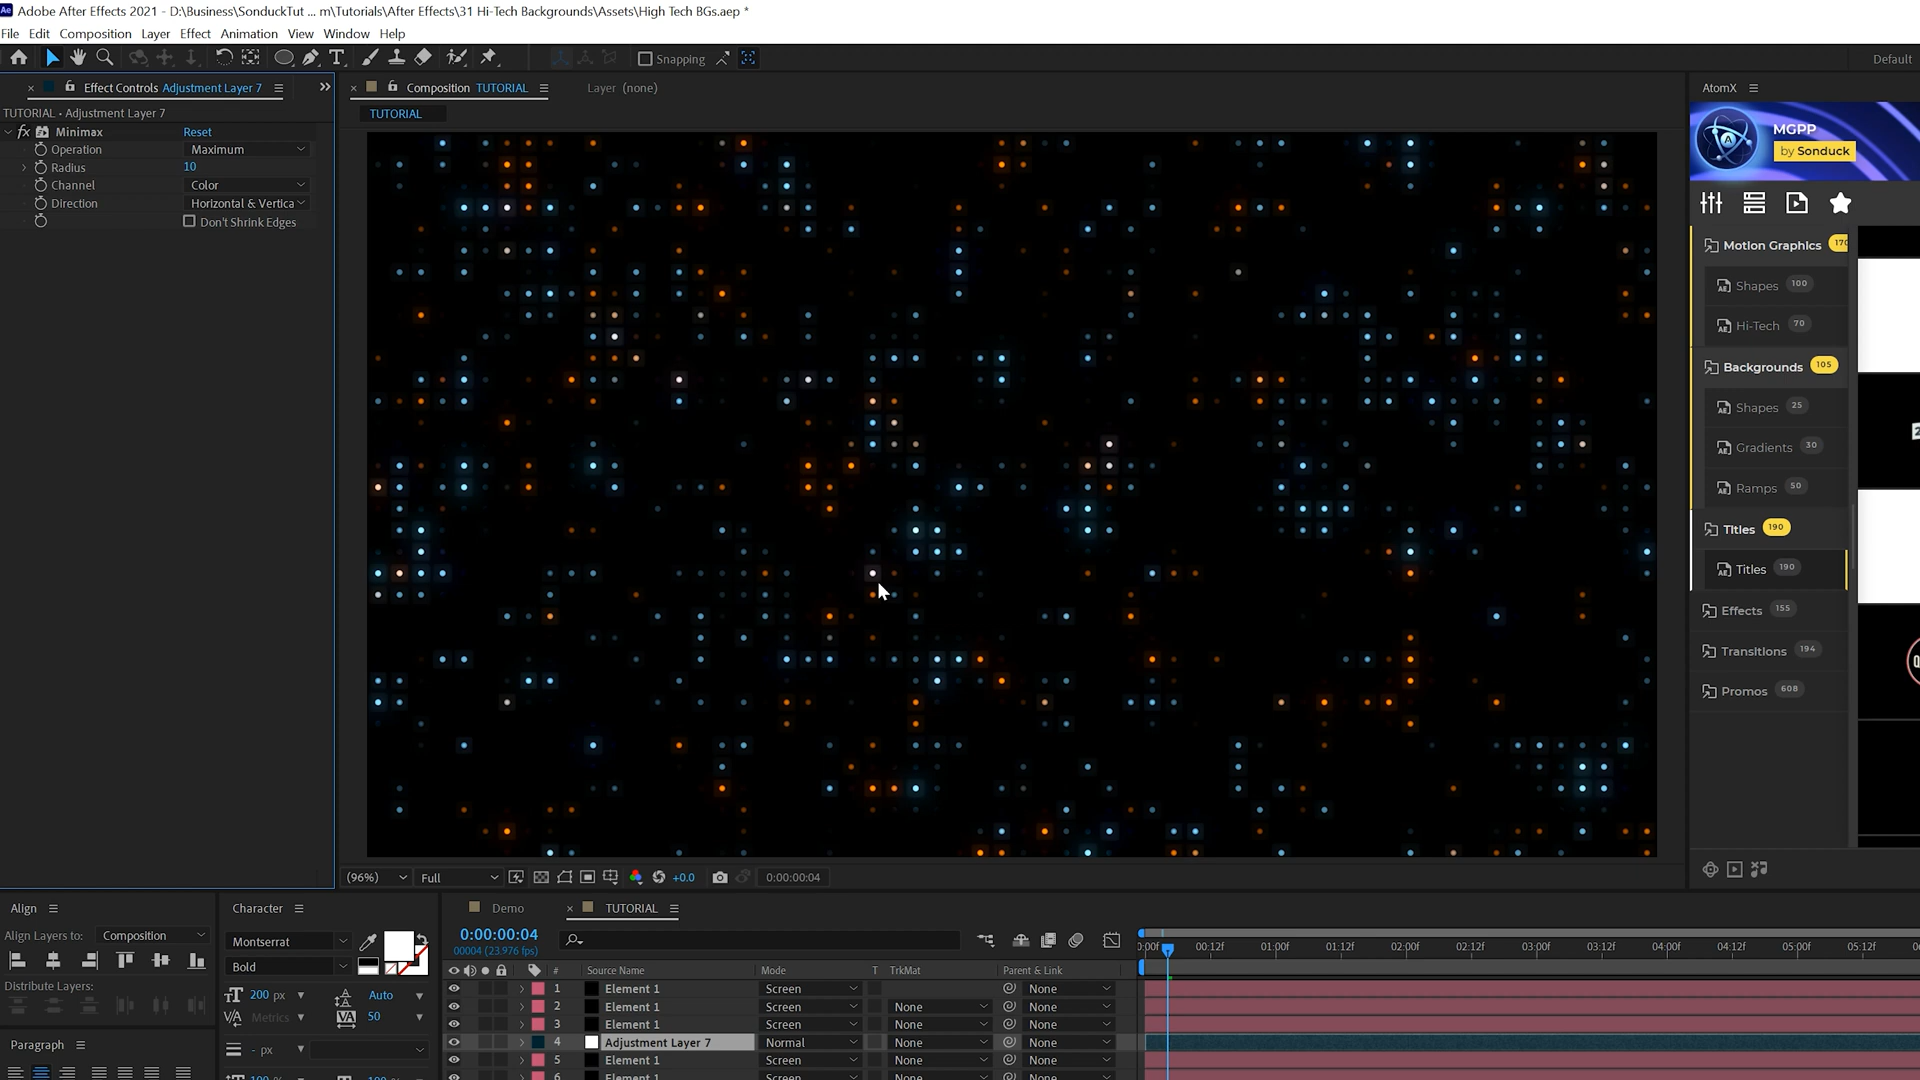 Adobe After Effects 2021 - D:\Business\SonduckTut ... m\Tutorials\After Effects\31 Hi-Tech Backgrounds\Assets\High Tech BGs.aep *
File Edit Composition Layer Effect Animation View Window Help
Snapping Default
Effect Controls Adjustment Layer 7
Composition TUTORIAL
Layer (none)
AtomX
TUTORIAL • Adjustment Layer 7
TUTORIAL
fx Minimax Reset
Operation Maximum
Radius 10
Channel Color
Direction Horizontal & Vertica
Don't Shrink Edges
MGPP
by Sonduck
Motion Graphics 170
Shapes 100
Hi-Tech 70
Backgrounds 105
Shapes 25
Gradients 30
Ramps 50
Titles 190
Titles 190
Effects 155
Transitions 194
Promos 608
(96%) Full +0.0 0:00:00:04
Align
Align Layers to: Composition
Distribute Layers:
Paragraph
Character
Montserrat
Bold
200 px Auto
Metrics 50
- px
Demo TUTORIAL
0:00:00:04
00004 (23.976 fps)
# Source Name Mode T TrkMat Parent & Link
1 Element 1 Screen None
2 Element 1 Screen None None
3 Element 1 Screen None None
4 Adjustment Layer 7 Normal None None
5 Element 1 Screen None None
6 Element 1 Screen None None
00:12f 01:00f 01:12f 02:00f 02:12f 03:00f 03:12f 04:00f 04:12f 05:00f 05:12f